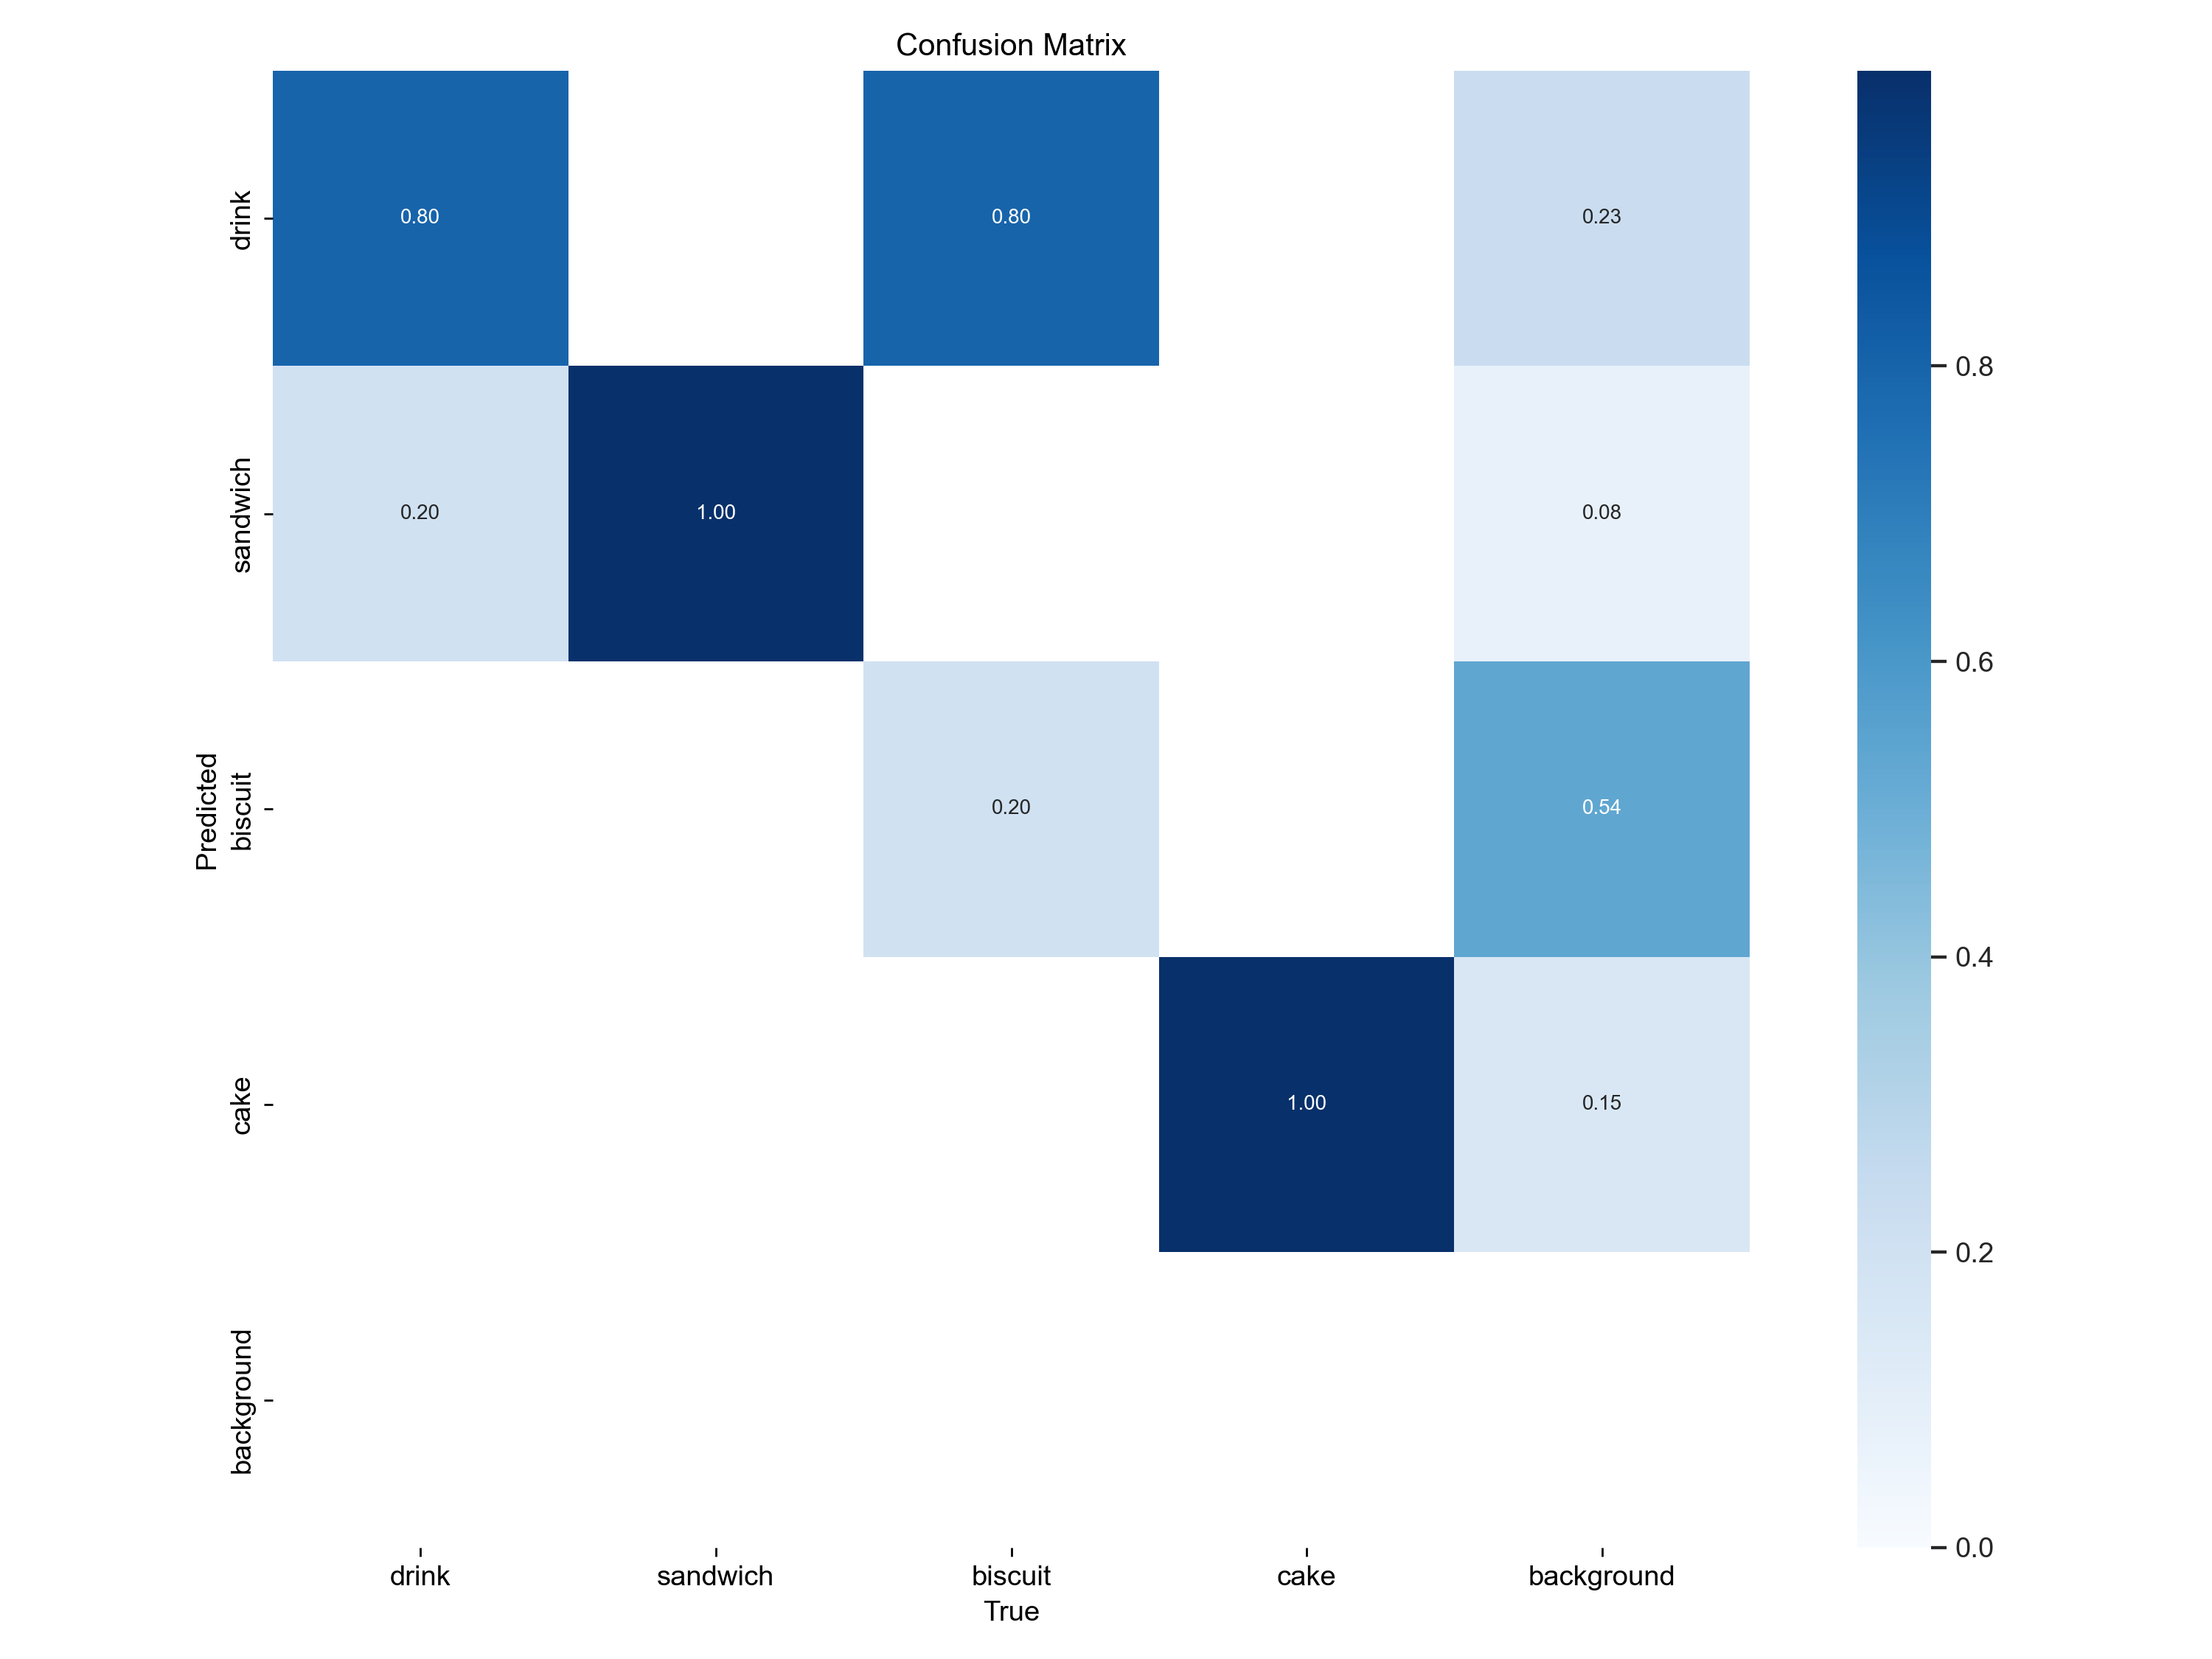 Confusion Matrix
drink
0.80
0.80
0.23
0.8
sandwich
0.20
1.00
0.08
0.6
Predicted
biscuit
0.20
0.54
0.4
cake
1.00
0.15
0.2
background
0.0
drink sandwich biscuit cake background
True